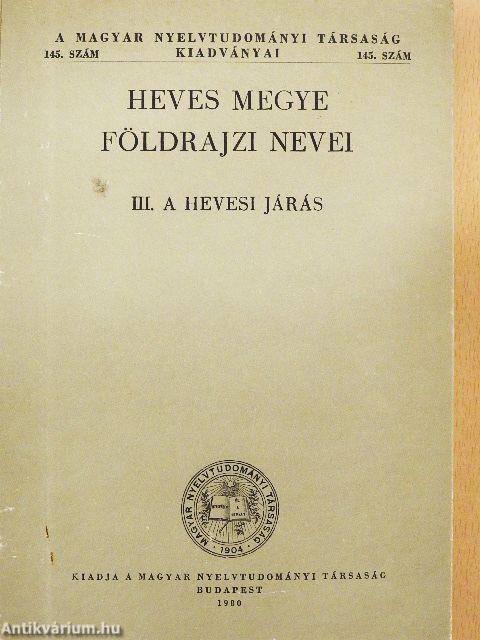 A MAGYAR NYELVTUDOMÁNYI TÁRSASÁG
145. SZÁM KIADVÁNYAI 145. SZÁM
HEVES MEGYE
FÖLDRAJZI NEVEI
III. A HEVESI JÁRÁS
MAGYAR NYELVTUDOMÁNYI TÁRSASÁG
1904
KIADJA A MAGYAR NYELVTUDOMÁNYI TÁRSASÁG
BUDAPEST
1980
Antikvárium.hu